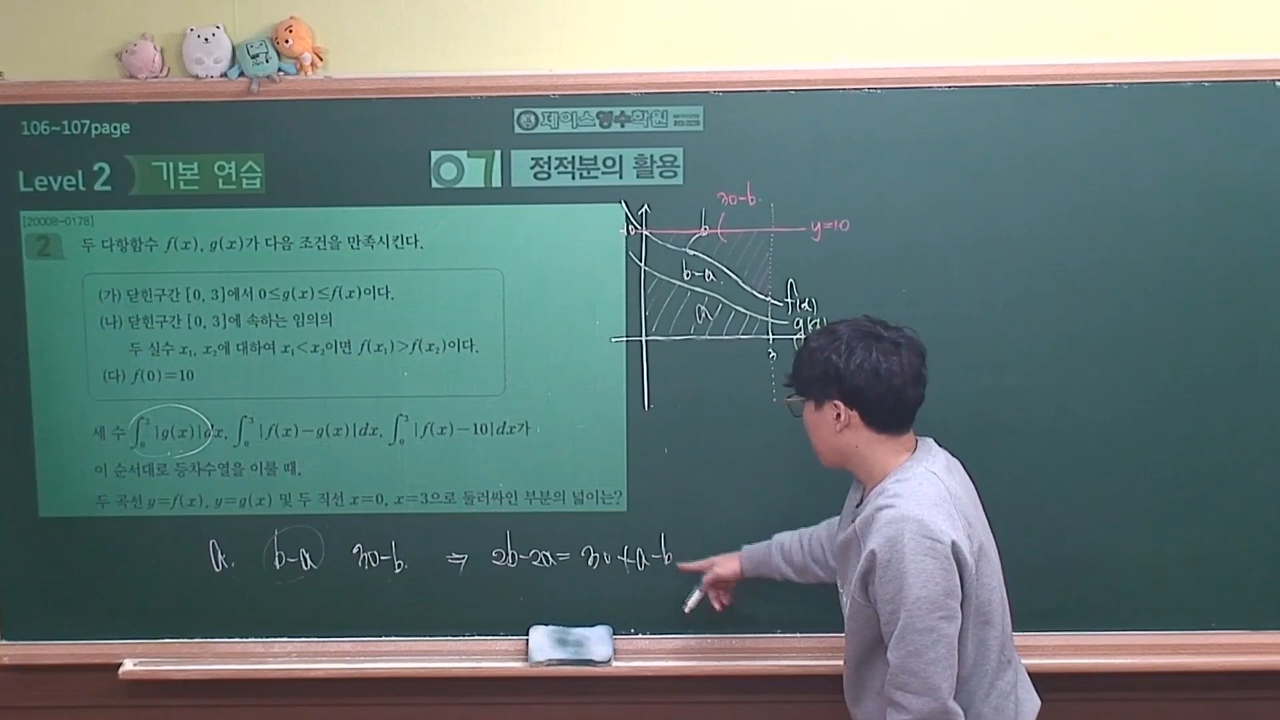 106~107page
제이스영수학원
Level 2 기본 연습
07 정적분의 활용
[20008-0178]
2 두 다항함수 f(x), g(x)가 다음 조건을 만족시킨다.
(가) 닫힌구간 [0, 3]에서 0≤g(x)≤f(x)이다.
(나) 닫힌구간 [0, 3]에 속하는 임의의
두 실수 x₁, x₂에 대하여 x₁<x₂이면 f(x₁)>f(x₂)이다.
(다) f(0)=10
세 수 ∫₀³|g(x)|dx, ∫₀³|f(x)-g(x)|dx, ∫₀³|f(x)-10|dx가
이 순서대로 등차수열을 이룰 때,
두 곡선 y=f(x), y=g(x) 및 두 직선 x=0, x=3으로 둘러싸인 부분의 넓이는?
30-b
10
b
y=10
b-a
f(x)
a
g(x)
3
a. b-a 30-b. ⇒ 2b-2a= 30+a-b